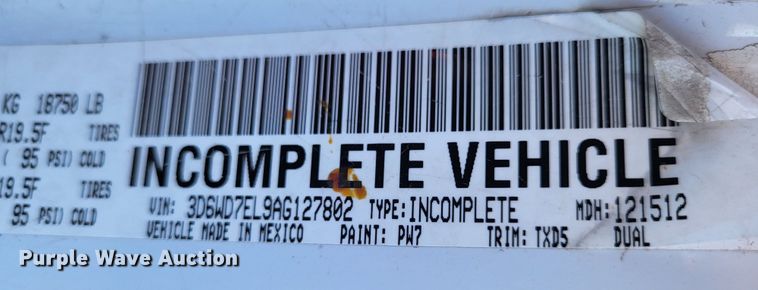 KG 18750 LB
R19.5F TIRES
( 95 PSI) COLD
19.5F TIRES
95 PSI) COLD
INCOMPLETE VEHICLE
VIN: 3D6WD7EL9AG127802 TYPE: INCOMPLETE MDH: 121512
VEHICLE MADE IN MEXICO PAINT: PW7 TRIM: TXD5 DUAL
Purple Wave Auction